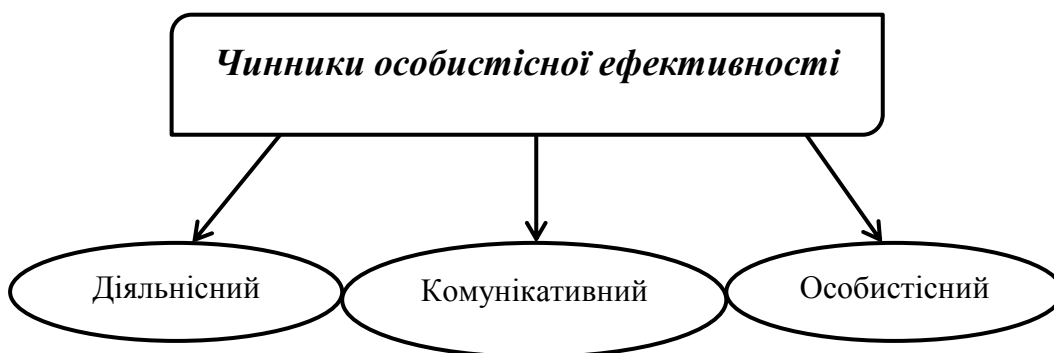 Чинники особистісної ефективності
Діяльнісний
Комунікативний
Особистісний